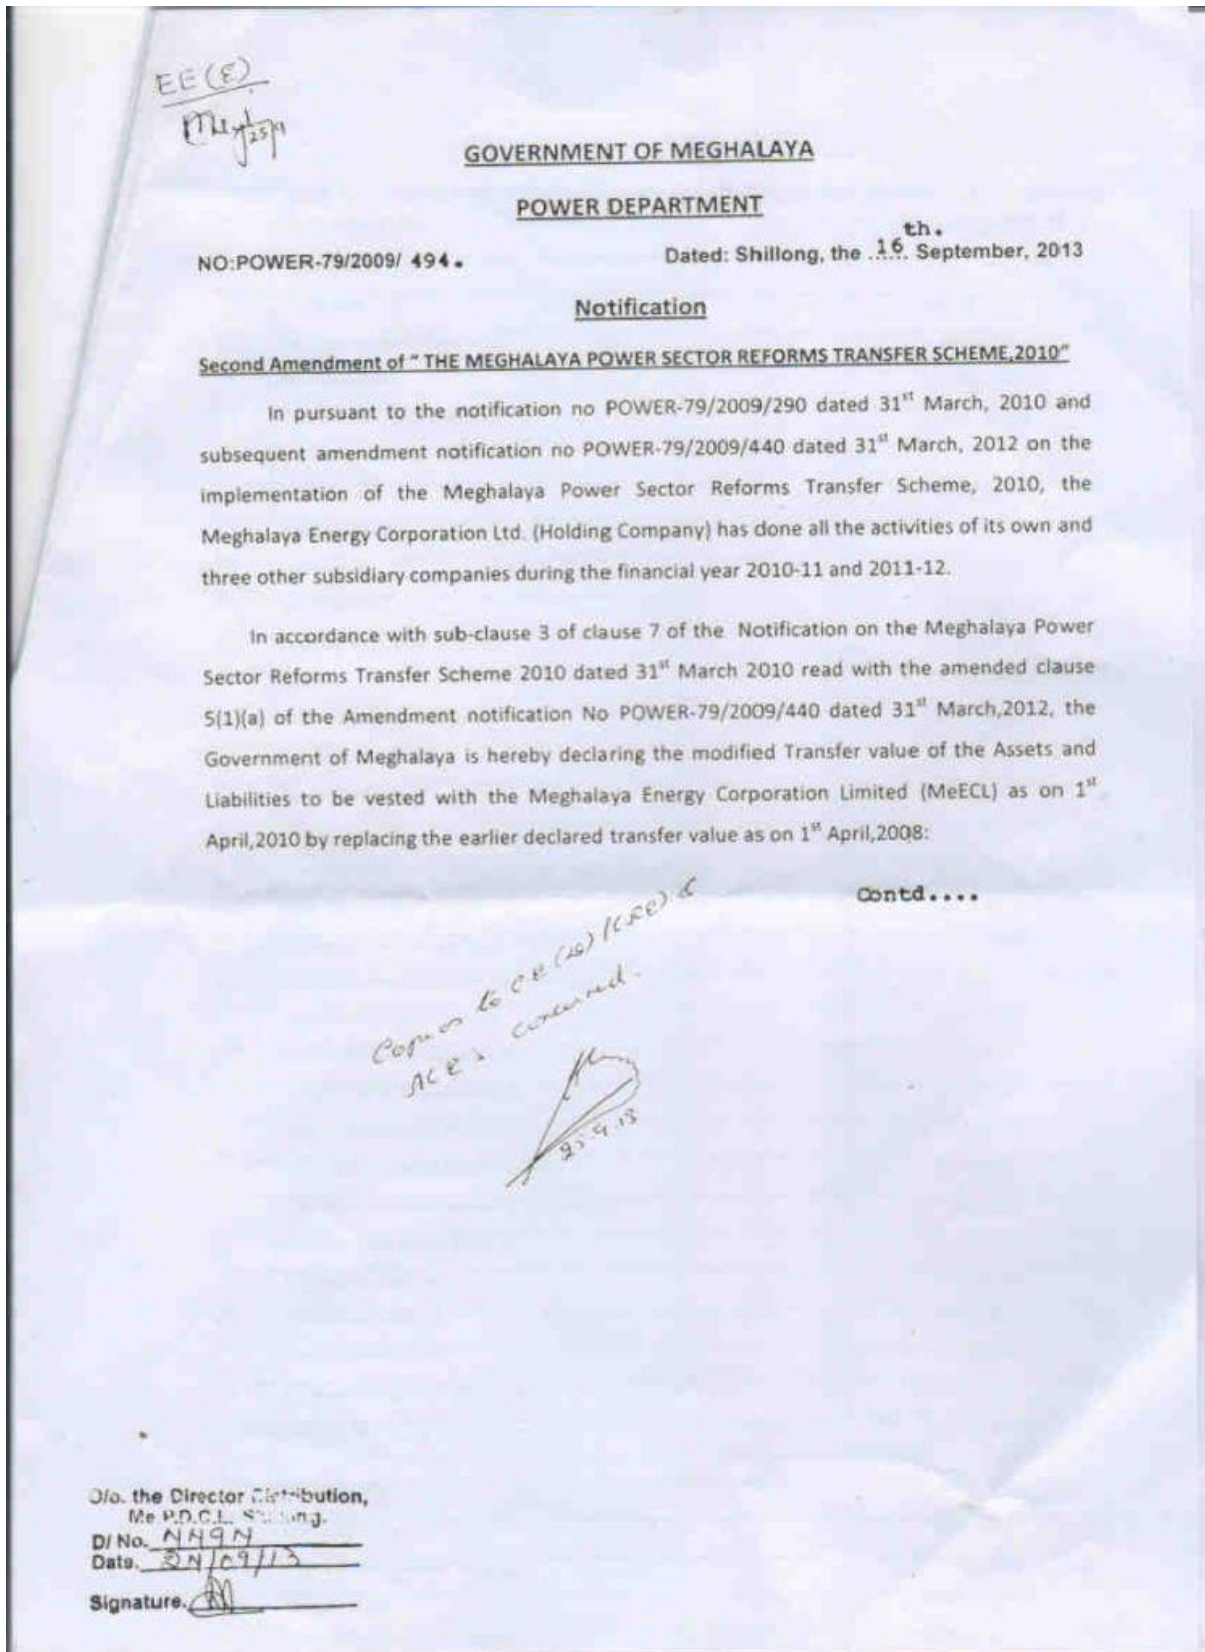 EE(E)
25/9
GOVERNMENT OF MEGHALAYA
POWER DEPARTMENT
th.
NO:POWER-79/2009/ 494. Dated: Shillong, the .16. September, 2013
Notification
Second Amendment of " THE MEGHALAYA POWER SECTOR REFORMS TRANSFER SCHEME,2010"
In pursuant to the notification no POWER-79/2009/290 dated 31st March, 2010 and
subsequent amendment notification no POWER-79/2009/440 dated 31st March, 2012 on the
implementation of the Meghalaya Power Sector Reforms Transfer Scheme, 2010, the
Meghalaya Energy Corporation Ltd. (Holding Company) has done all the activities of its own and
three other subsidiary companies during the financial year 2010-11 and 2011-12.
In accordance with sub-clause 3 of clause 7 of the Notification on the Meghalaya Power
Sector Reforms Transfer Scheme 2010 dated 31st March 2010 read with the amended clause
5(1)(a) of the Amendment notification No POWER-79/2009/440 dated 31st March,2012, the
Government of Meghalaya is hereby declaring the modified Transfer value of the Assets and
Liabilities to be vested with the Meghalaya Energy Corporation Limited (MeECL) as on 1st
April,2010 by replacing the earlier declared transfer value as on 1st April,2008:
Contd....
Copies to
concerned.
25.9.13
O/o. the Director Distribution,
Me P.D.C.L.
D/ No.
Date. 24/09/13
Signature.